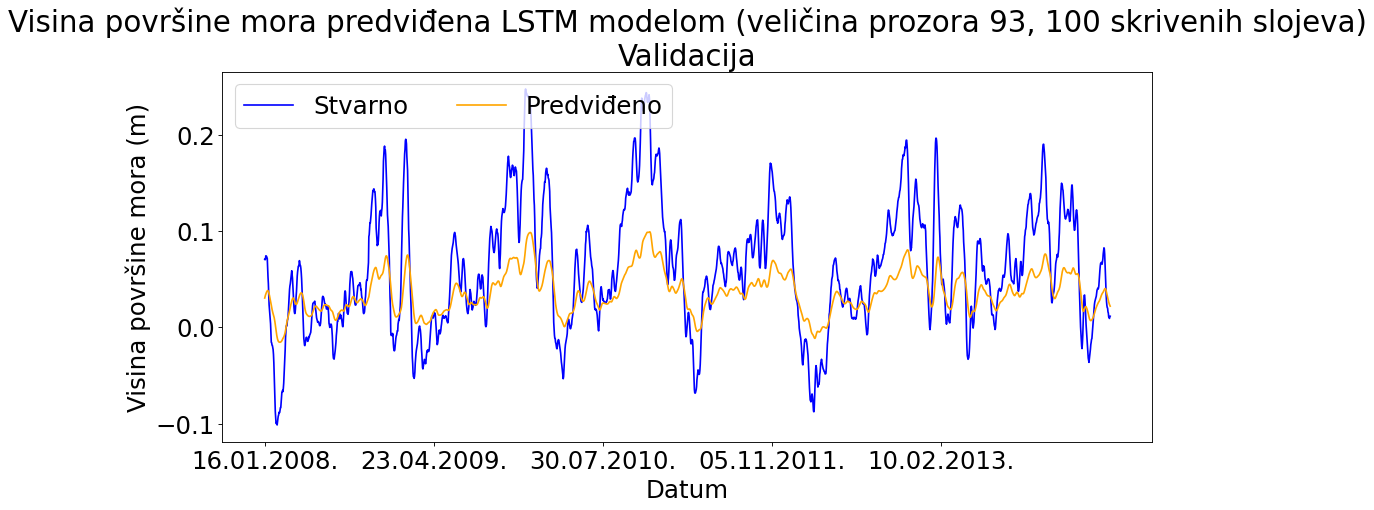 Visina površine mora predviđena LSTM modelom (veličina prozora 93, 100 skrivenih slojeva)
Validacija
Stvarno
Predviđeno
Visina površine mora (m)
0.2
0.1
0.0
−0.1
16.01.2008.
23.04.2009.
30.07.2010.
05.11.2011.
10.02.2013.
Datum